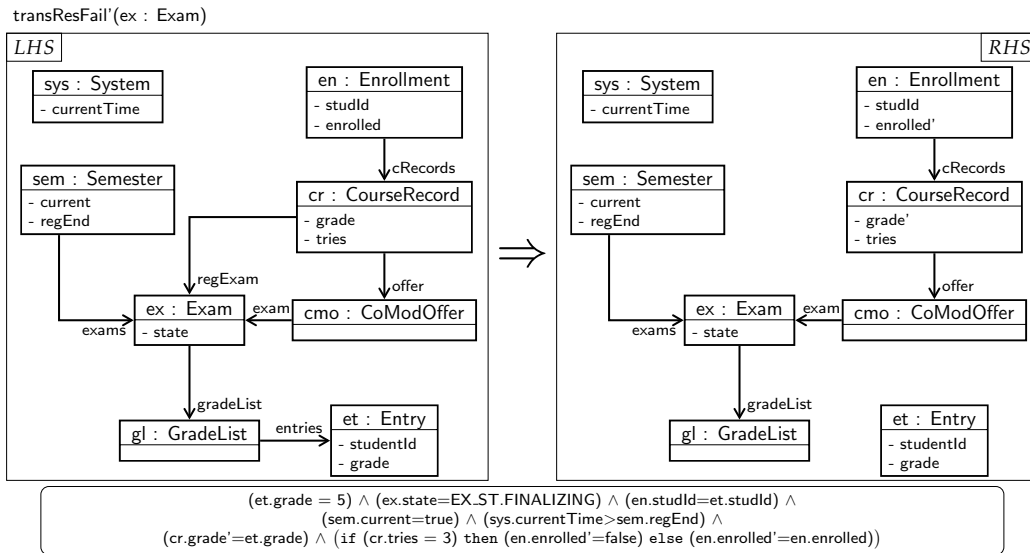 transResFail'(ex : Exam)
LHS
sys : System
- currentTime
en : Enrollment
- studId
- enrolled
cRecords
sem : Semester
- current
- regEnd
cr : CourseRecord
- grade
- tries
regExam
offer
ex : Exam
- state
exam
cmo : CoModOffer
exams
gradeList
gl : GradeList
entries
et : Entry
- studentId
- grade
⇒
RHS
sys : System
- currentTime
en : Enrollment
- studId
- enrolled'
cRecords
sem : Semester
- current
- regEnd
cr : CourseRecord
- grade'
- tries
offer
ex : Exam
- state
exam
cmo : CoModOffer
exams
gradeList
gl : GradeList
et : Entry
- studentId
- grade
(et.grade = 5) ∧ (ex.state=EX_ST.FINALIZING) ∧ (en.studId=et.studId) ∧
(sem.current=true) ∧ (sys.currentTime>sem.regEnd) ∧
(cr.grade'=et.grade) ∧ (if (cr.tries = 3) then (en.enrolled'=false) else (en.enrolled'=en.enrolled))